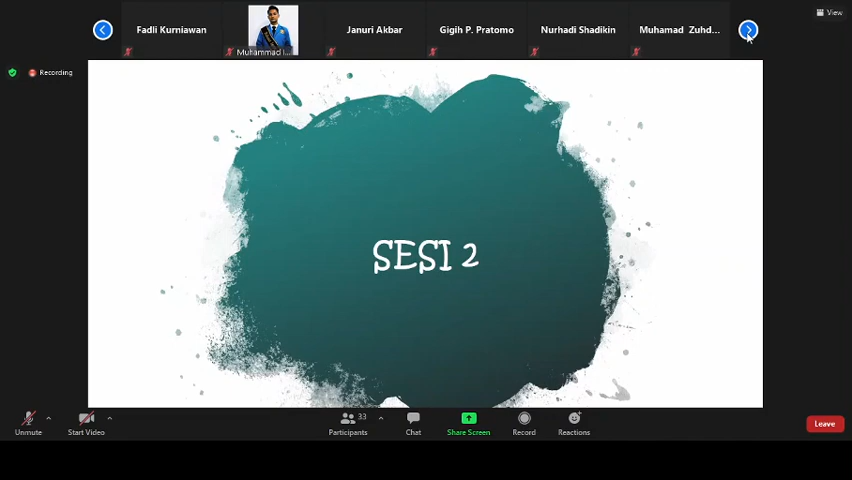 Fadli Kurniawan
Muhammad I...
Januri Akbar
Gigih P. Pratomo
Nurhadi Shadikin
Muhamad Zuhd...
View
Recording
SESI 2
Unmute
Start Video
33
Participants
Chat
Share Screen
Record
Reactions
Leave